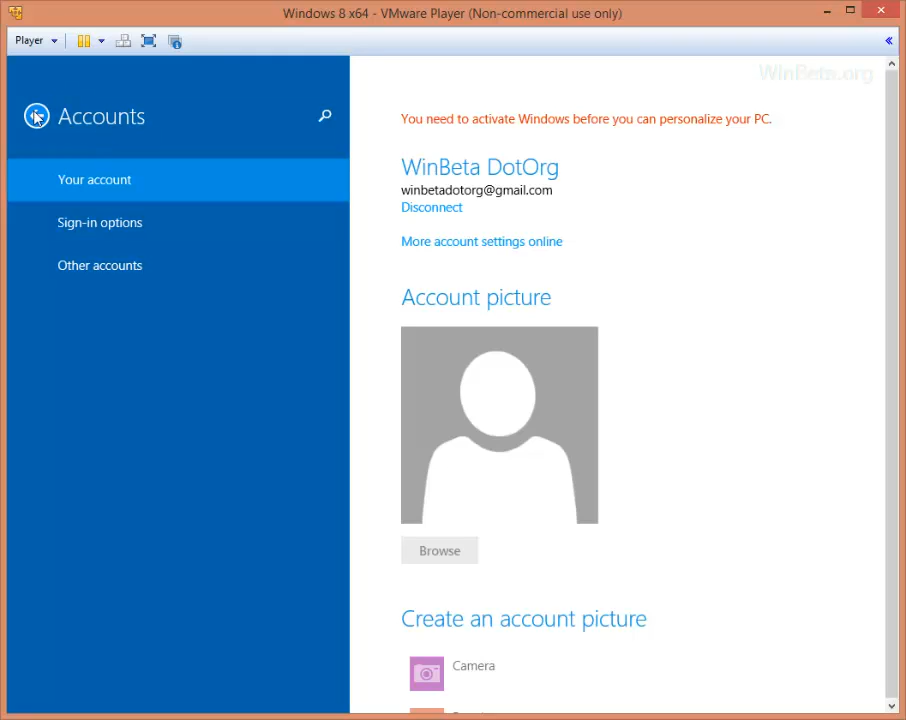 Windows 8 x64 - VMware Player (Non-commercial use only)
Player
WinBeta.org
Accounts
You need to activate Windows before you can personalize your PC.
Your account
WinBeta DotOrg
winbetadotorg@gmail.com
Disconnect
Sign-in options
More account settings online
Other accounts
Account picture
Browse
Create an account picture
Camera